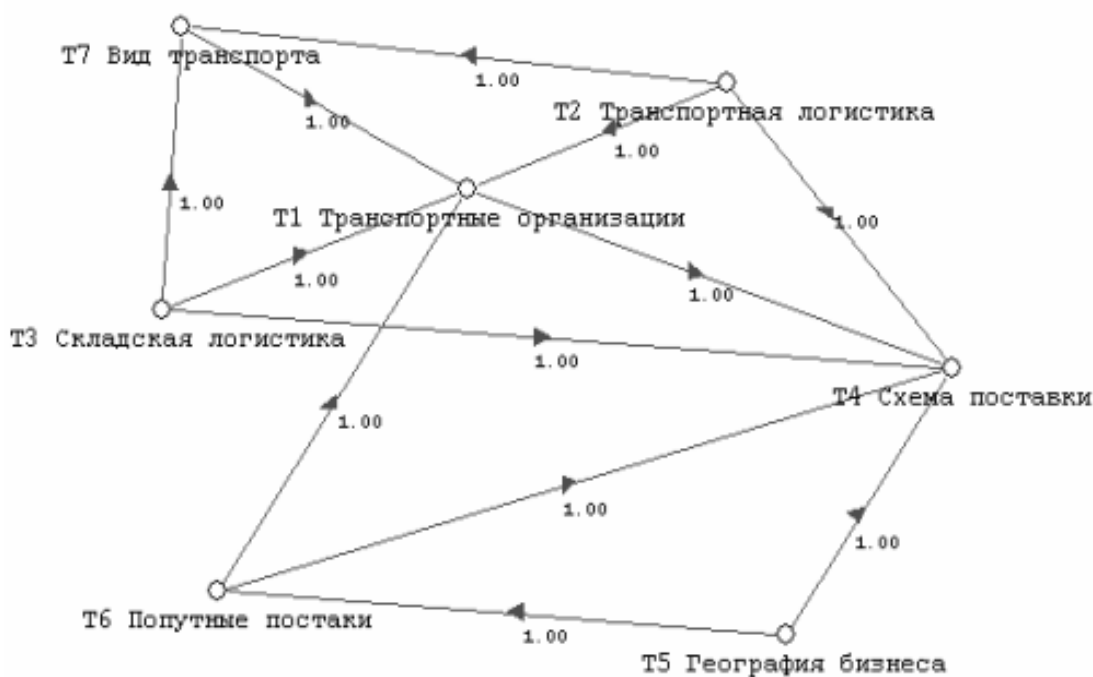 T7 Вид транспорта
1.00
T2 Транспортная логистика
1.00
1.00
1.00
T1 Транспортные организации
1.00
1.00
1.00
T3 Складская логистика
1.00
T4 Схема поставки
1.00
1.00
1.00
T6 Попутные постаки
1.00
T5 География бизнеса